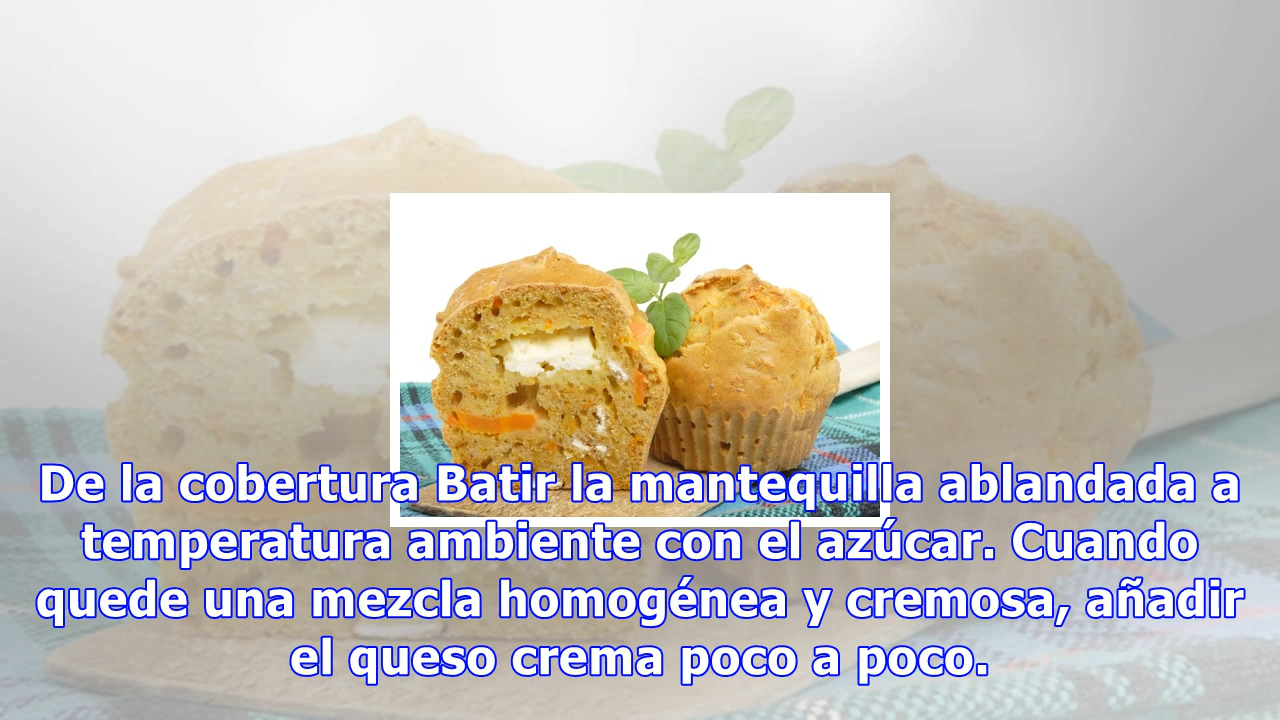 De la cobertura Batir la mantequilla ablandada a
temperatura ambiente con el azúcar. Cuando
quede una mezcla homogénea y cremosa, añadir
el queso crema poco a poco.